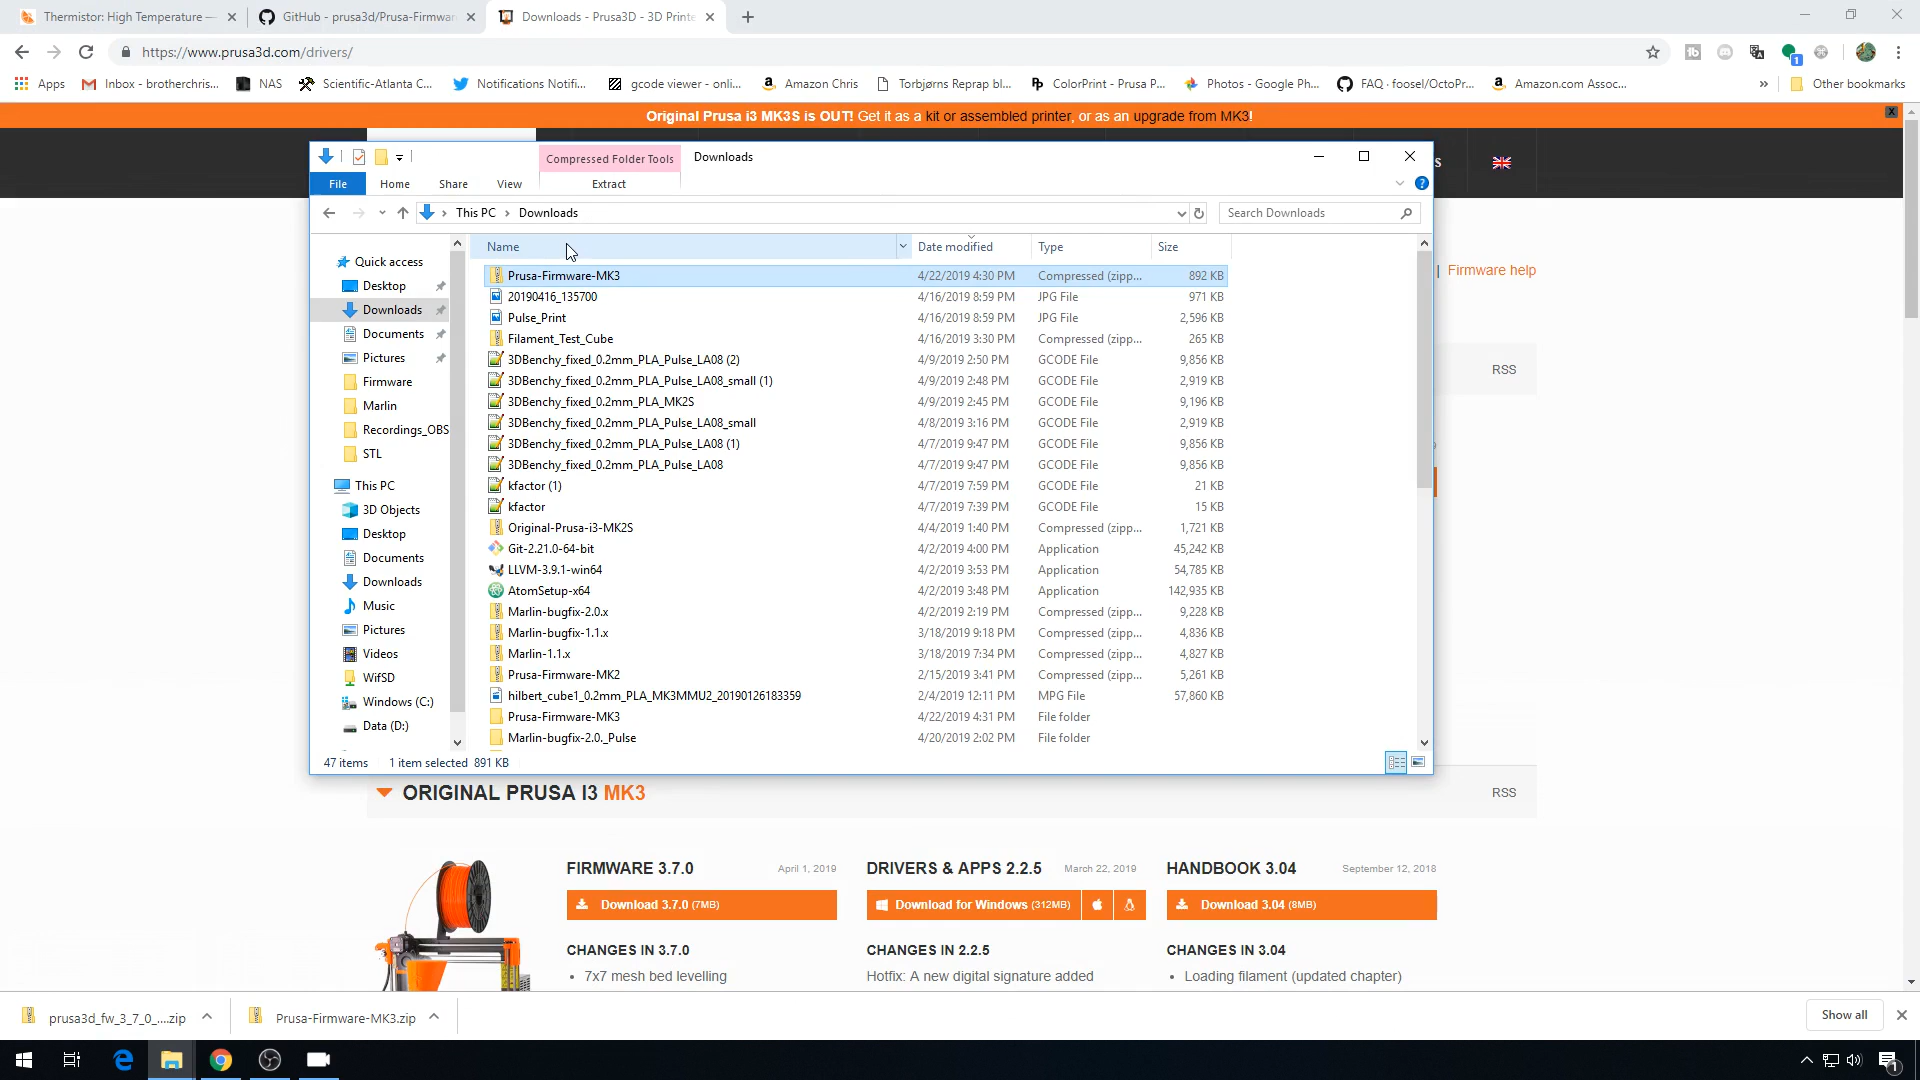 Thermistor: High Temperature —
GitHub - prusa3d/Prusa-Firmwar
Downloads - Prusa3D - 3D Printe
https://www.prusa3d.com/drivers/
Apps
Inbox - brotherchris...
NAS
Scientific-Atlanta C...
Notifications Notifi...
gcode viewer - onli...
Amazon Chris
Torbjørns Reprap bl...
ColorPrint - Prusa P...
Photos - Google Ph...
FAQ · foosel/OctoPr...
Amazon.com Assoc...
»
Other bookmarks
Original Prusa i3 MK3S is OUT! Get it as a kit or assembled printer, or as an upgrade from MK3!
Compressed Folder Tools
Downloads
S
File
Home
Share
View
Extract
This PC > Downloads
Search Downloads
Name
Date modified
Type
Size
Quick access
Desktop
Downloads
Documents
Pictures
Firmware
Marlin
Recordings_OBS
STL
This PC
3D Objects
Desktop
Documents
Downloads
Music
Pictures
Videos
WifSD
Windows (C:)
Data (D:)
Prusa-Firmware-MK3 4/22/2019 4:30 PM Compressed (zipp... 892 KB
20190416_135700 4/16/2019 8:59 PM JPG File 971 KB
Pulse_Print 4/16/2019 8:59 PM JPG File 2,596 KB
Filament_Test_Cube 4/16/2019 3:30 PM Compressed (zipp... 265 KB
3DBenchy_fixed_0.2mm_PLA_Pulse_LA08 (2) 4/9/2019 2:50 PM GCODE File 9,856 KB
3DBenchy_fixed_0.2mm_PLA_Pulse_LA08_small (1) 4/9/2019 2:48 PM GCODE File 2,919 KB
3DBenchy_fixed_0.2mm_PLA_MK2S 4/9/2019 2:45 PM GCODE File 9,196 KB
3DBenchy_fixed_0.2mm_PLA_Pulse_LA08_small 4/8/2019 3:16 PM GCODE File 2,919 KB
3DBenchy_fixed_0.2mm_PLA_Pulse_LA08 (1) 4/7/2019 9:47 PM GCODE File 9,856 KB
3DBenchy_fixed_0.2mm_PLA_Pulse_LA08 4/7/2019 9:47 PM GCODE File 9,856 KB
kfactor (1) 4/7/2019 7:59 PM GCODE File 21 KB
kfactor 4/7/2019 7:39 PM GCODE File 15 KB
Original-Prusa-i3-MK2S 4/4/2019 1:40 PM Compressed (zipp... 1,721 KB
Git-2.21.0-64-bit 4/2/2019 4:00 PM Application 45,242 KB
LLVM-3.9.1-win64 4/2/2019 3:53 PM Application 54,785 KB
AtomSetup-x64 4/2/2019 3:48 PM Application 142,935 KB
Marlin-bugfix-2.0.x 4/2/2019 2:19 PM Compressed (zipp... 9,228 KB
Marlin-bugfix-1.1.x 3/18/2019 9:18 PM Compressed (zipp... 4,836 KB
Marlin-1.1.x 3/18/2019 7:34 PM Compressed (zipp... 4,827 KB
Prusa-Firmware-MK2 2/15/2019 3:41 PM Compressed (zipp... 5,261 KB
hilbert_cube1_0.2mm_PLA_MK3MMU2_20190126183359 2/4/2019 12:11 PM MPG File 57,860 KB
Prusa-Firmware-MK3 4/22/2019 4:31 PM File folder
Marlin-bugfix-2.0._Pulse 4/20/2019 2:02 PM File folder
47 items 1 item selected 891 KB
| Firmware help
RSS
ORIGINAL PRUSA I3 MK3
RSS
FIRMWARE 3.7.0
April 1, 2019
Download 3.7.0 (7MB)
CHANGES IN 3.7.0
• 7x7 mesh bed levelling
DRIVERS & APPS 2.2.5
March 22, 2019
Download for Windows (312MB)
CHANGES IN 2.2.5
Hotfix: A new digital signature added
HANDBOOK 3.04
September 12, 2018
Download 3.04 (8MB)
CHANGES IN 3.04
• Loading filament (updated chapter)
prusa3d_fw_3_7_0_....zip
Prusa-Firmware-MK3.zip
Show all
1